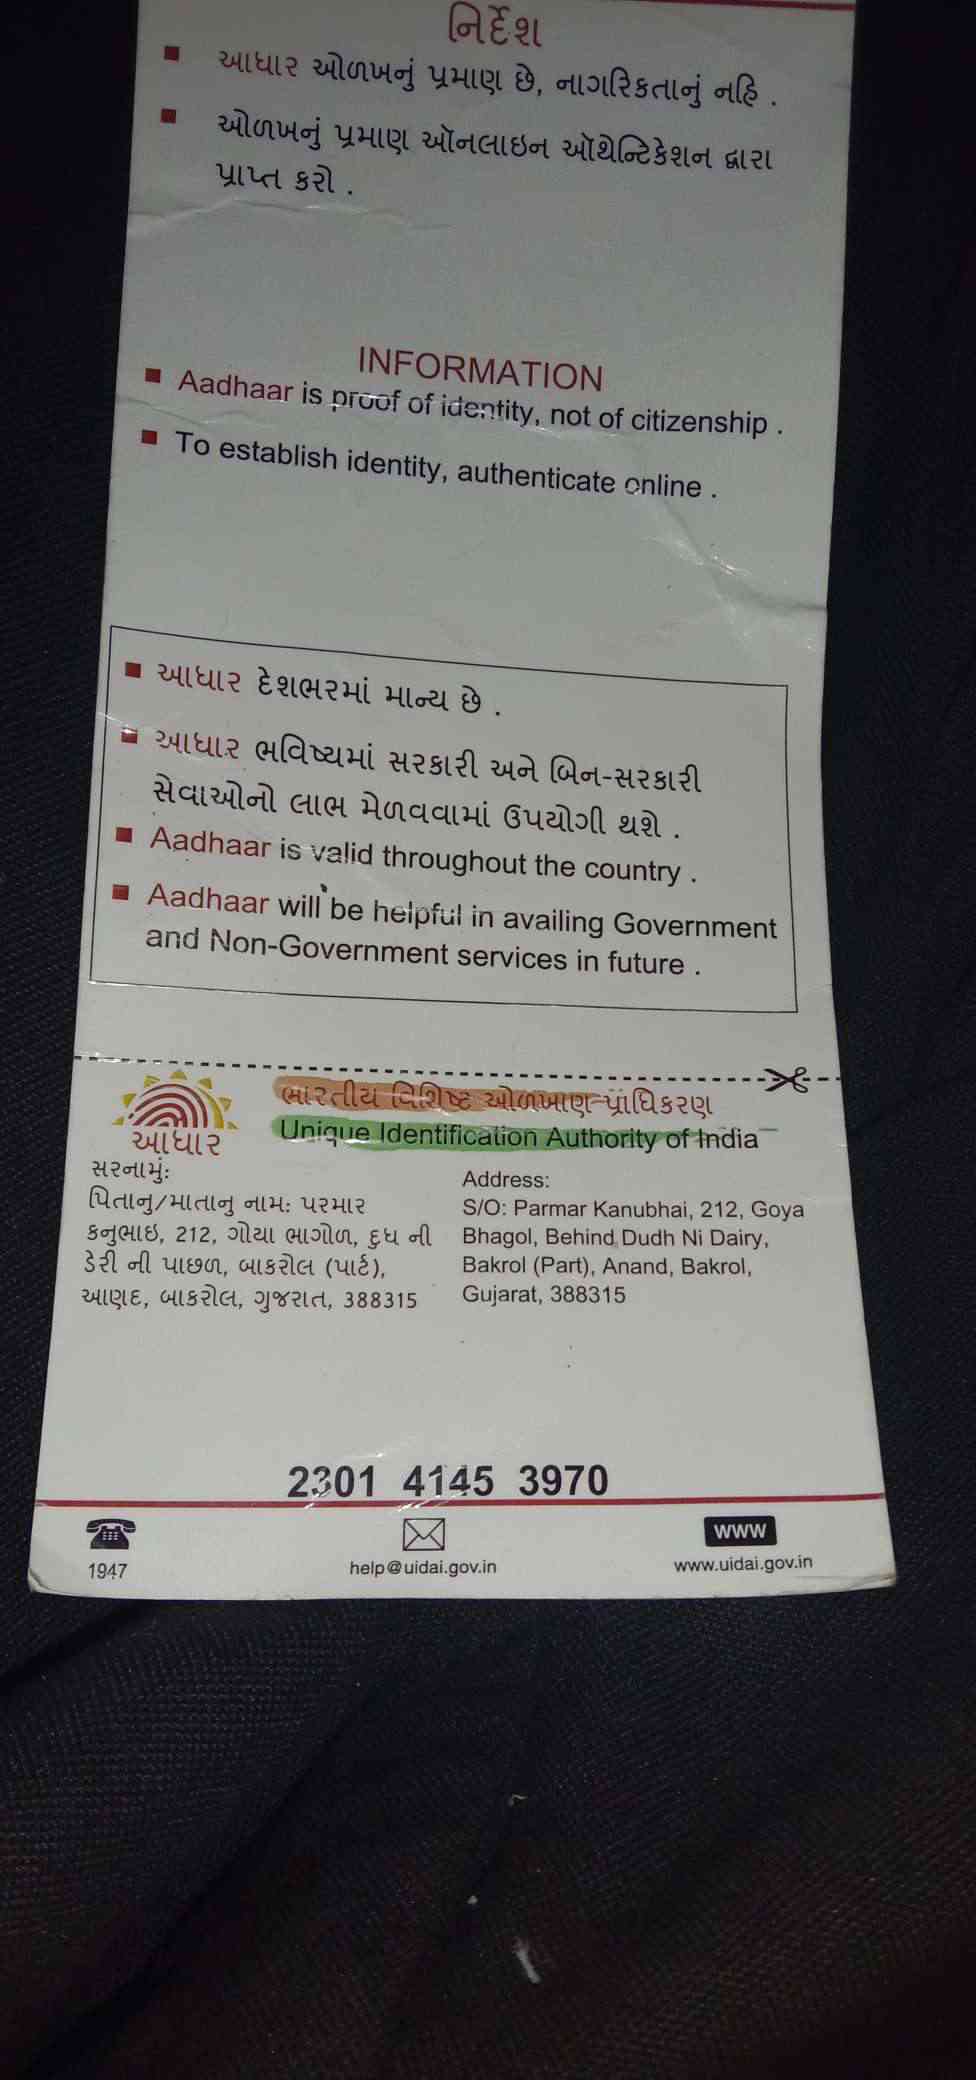 નિર્દેશ
■ આધાર ઓળખનું પ્રમાણ છે, નાગરિકતાનું નહિ .
■ ઓળખનું પ્રમાણ ઑનલાઇન ઑથેન્ટિકેશન દ્વારા
પ્રાપ્ત કરો .
INFORMATION
■ Aadhaar is proof of identity, not of citizenship .
■ To establish identity, authenticate online .
■ આધાર દેશભરમાં માન્ય છે .
■ આધાર ભવિષ્યમાં સરકારી અને બિન-સરકારી
સેવાઓનો લાભ મેળવવામાં ઉપયોગી થશે .
■ Aadhaar is valid throughout the country .
■ Aadhaar will be helpful in availing Government
and Non-Government services in future .
ભારતીય વિશિષ્ટ ઓળખાણ પ્રાધિકરણ
Unique Identification Authority of India
આધાર
સરનામું:
પિતાનુ/માતાનુ નામ: પરમાર
કનુભાઇ, 212, ગોયા ભાગોળ, દુધ ની
ડેરી ની પાછળ, બાકરોલ (પાર્ટ),
આણદ, બાકરોલ, ગુજરાત, 388315
Address:
S/O: Parmar Kanubhai, 212, Goya
Bhagol, Behind Dudh Ni Dairy,
Bakrol (Part), Anand, Bakrol,
Gujarat, 388315
2301 4145 3970
1947
help@uidai.gov.in
www
www.uidai.gov.in